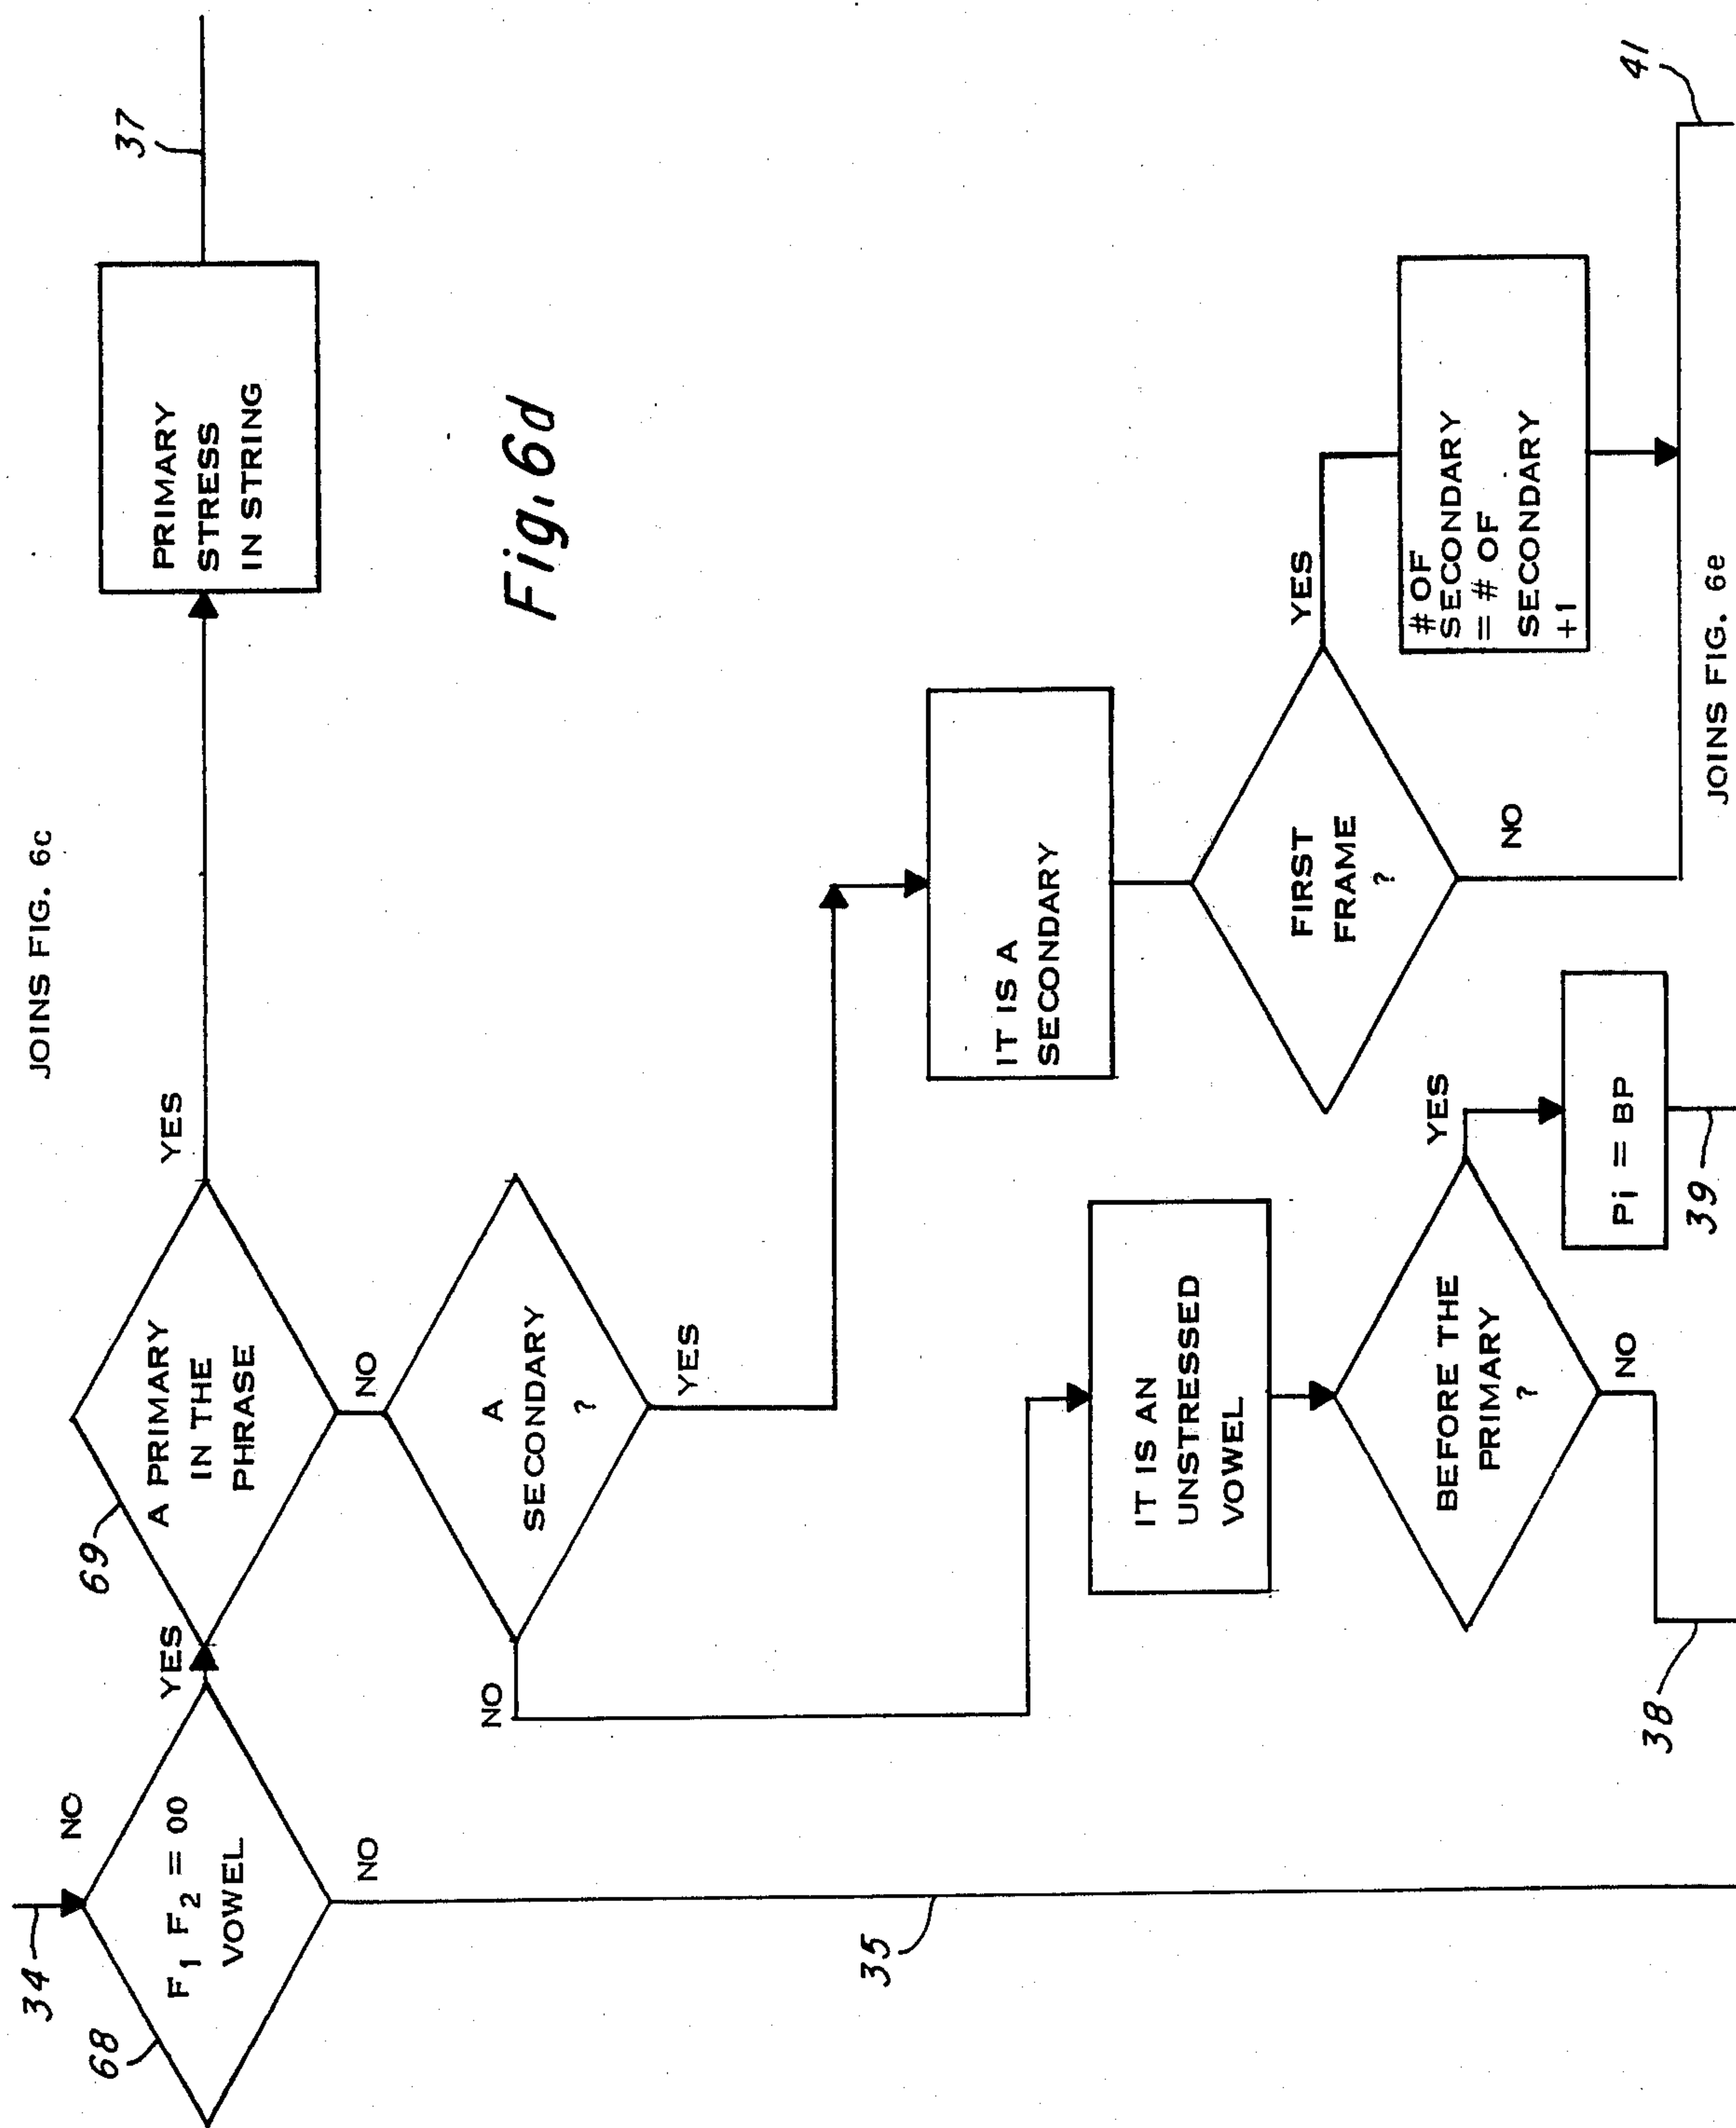 JOINS FIG. 6c
34
NO
68
F1 F2 = 00
VOWEL
YES
NO
35
69
A PRIMARY
IN THE
PHRASE
YES
NO
PRIMARY
STRESS
IN STRING
37
A
SECONDARY
?
YES
NO
Fig. 6d
IT IS A
SECONDARY
IT IS AN
UNSTRESSED
VOWEL
FIRST
FRAME
?
YES
NO
# OF
SECONDARY
= # OF
SECONDARY
+1
BEFORE THE
PRIMARY
?
YES
NO
Pi = BP
38
39
41
JOINS FIG. 6e